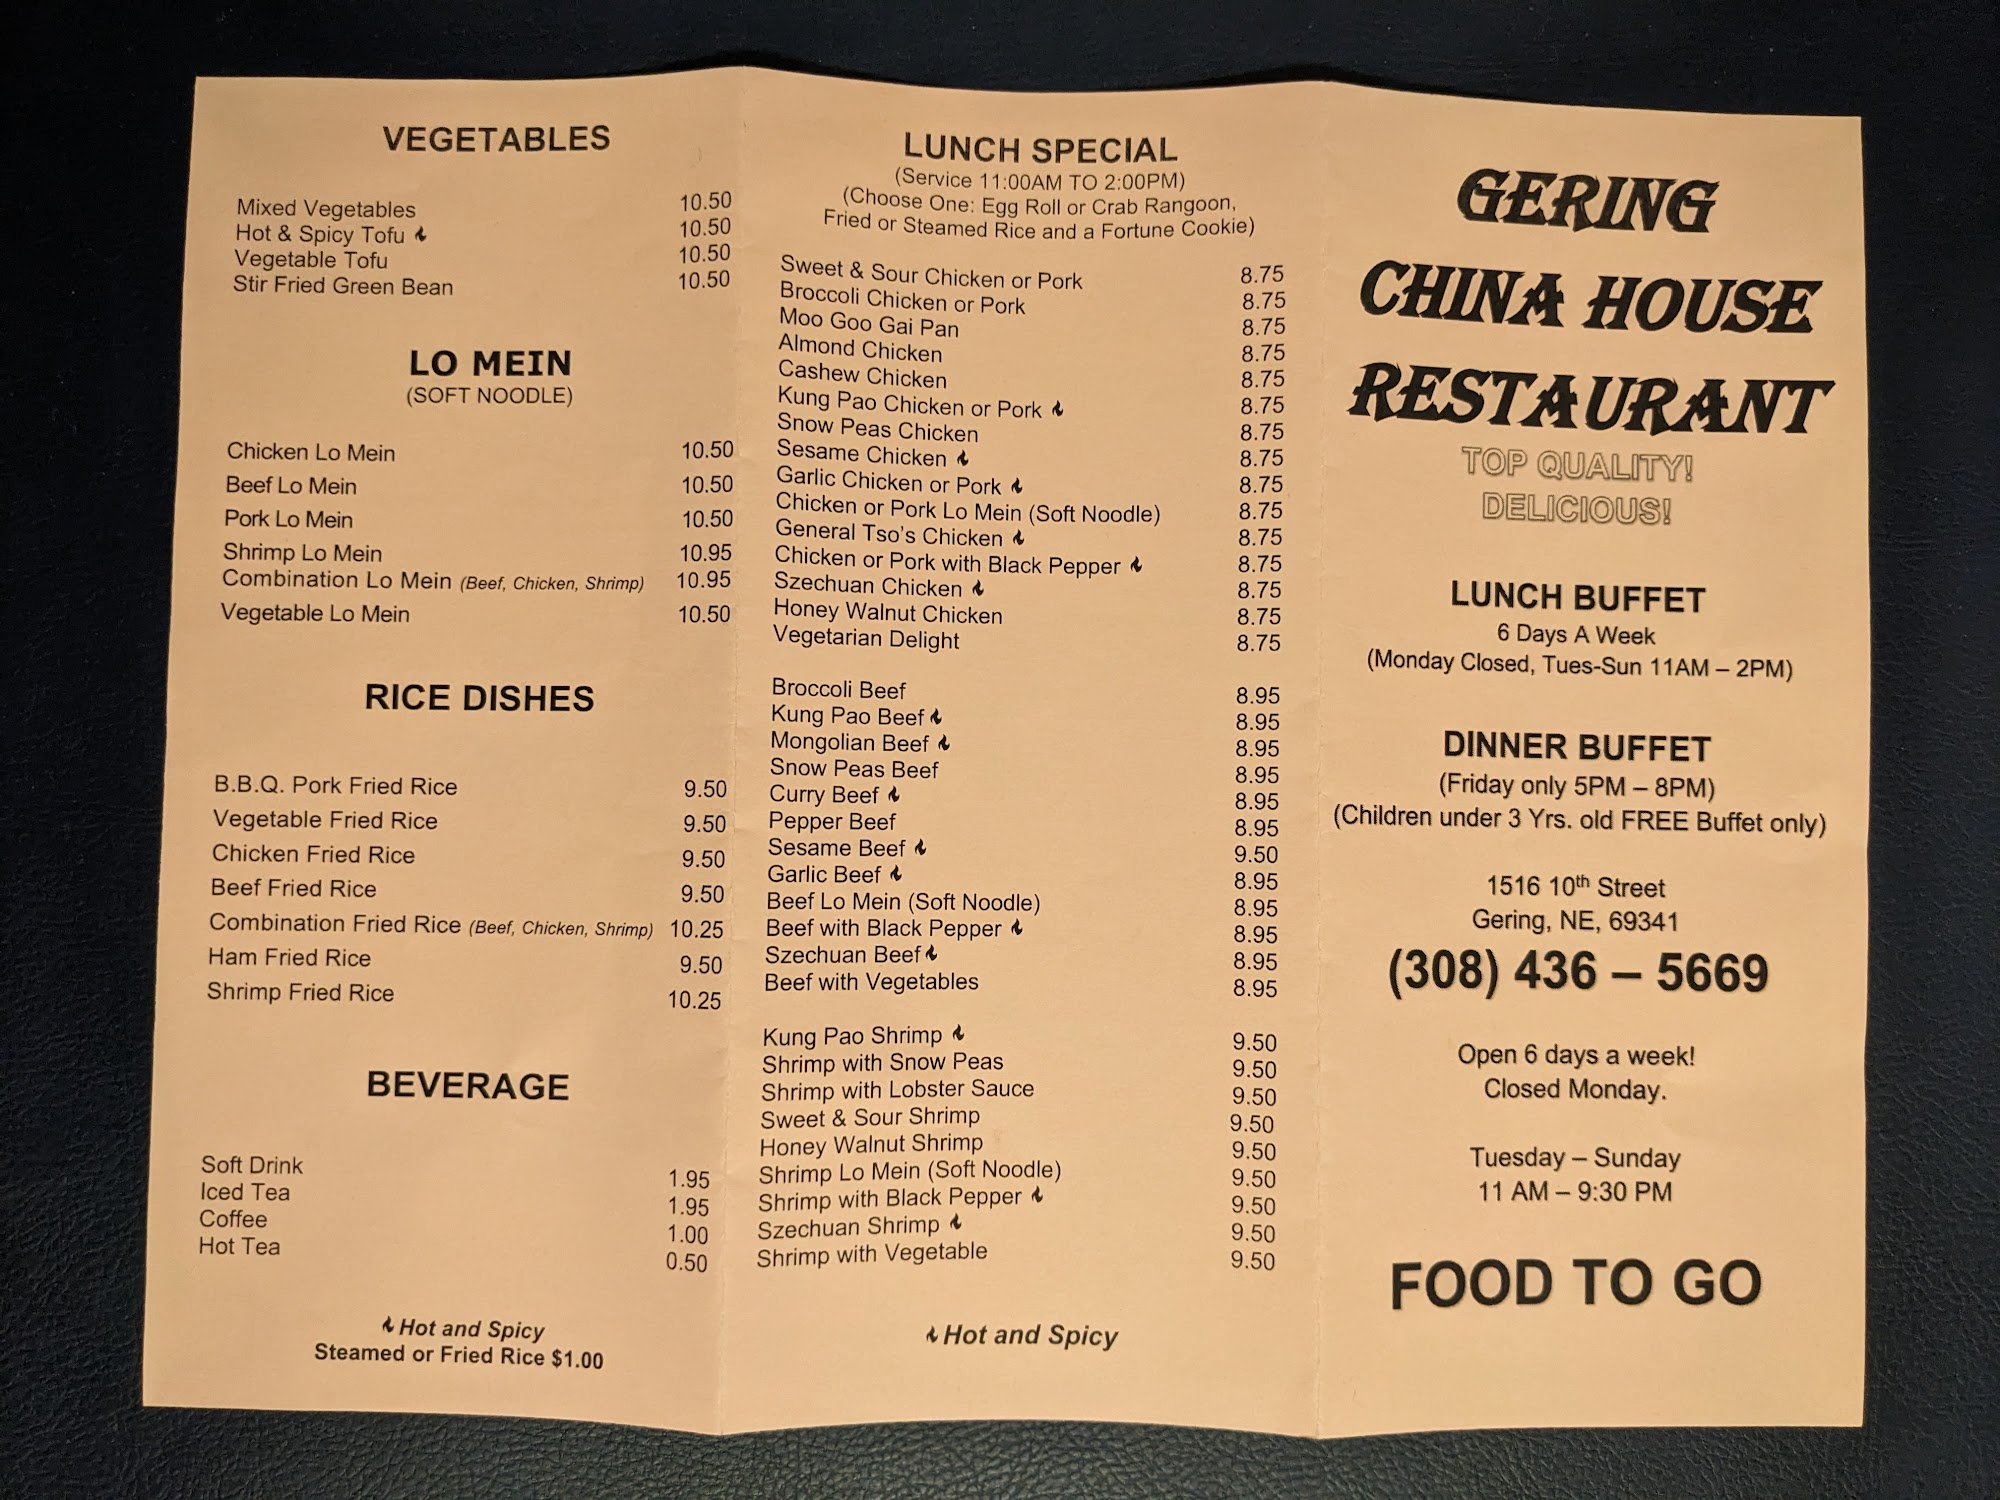 VEGETABLES
Mixed Vegetables 10.50
Hot & Spicy Tofu 10.50
Vegetable Tofu 10.50
Stir Fried Green Bean 10.50
LO MEIN
(SOFT NOODLE)
Chicken Lo Mein 10.50
Beef Lo Mein 10.50
Pork Lo Mein 10.50
Shrimp Lo Mein 10.95
Combination Lo Mein (Beef, Chicken, Shrimp) 10.95
Vegetable Lo Mein 10.50
RICE DISHES
B.B.Q. Pork Fried Rice 9.50
Vegetable Fried Rice 9.50
Chicken Fried Rice 9.50
Beef Fried Rice 9.50
Combination Fried Rice (Beef, Chicken, Shrimp) 10.25
Ham Fried Rice 9.50
Shrimp Fried Rice 10.25
BEVERAGE
Soft Drink 1.95
Iced Tea 1.95
Coffee 1.00
Hot Tea 0.50
Hot and Spicy
Steamed or Fried Rice $1.00
LUNCH SPECIAL
(Service 11:00AM TO 2:00PM)
(Choose One: Egg Roll or Crab Rangoon,
Fried or Steamed Rice and a Fortune Cookie)
Sweet & Sour Chicken or Pork 8.75
Broccoli Chicken or Pork 8.75
Moo Goo Gai Pan 8.75
Almond Chicken 8.75
Cashew Chicken 8.75
Kung Pao Chicken or Pork 8.75
Snow Peas Chicken 8.75
Sesame Chicken 8.75
Garlic Chicken or Pork 8.75
Chicken or Pork Lo Mein (Soft Noodle) 8.75
General Tso's Chicken 8.75
Chicken or Pork with Black Pepper 8.75
Szechuan Chicken 8.75
Honey Walnut Chicken 8.75
Vegetarian Delight 8.75
Broccoli Beef 8.95
Kung Pao Beef 8.95
Mongolian Beef 8.95
Snow Peas Beef 8.95
Curry Beef 8.95
Pepper Beef 8.95
Sesame Beef 9.50
Garlic Beef 8.95
Beef Lo Mein (Soft Noodle) 8.95
Beef with Black Pepper 8.95
Szechuan Beef 8.95
Beef with Vegetables 8.95
Kung Pao Shrimp 9.50
Shrimp with Snow Peas 9.50
Shrimp with Lobster Sauce 9.50
Sweet & Sour Shrimp 9.50
Honey Walnut Shrimp 9.50
Shrimp Lo Mein (Soft Noodle) 9.50
Shrimp with Black Pepper 9.50
Szechuan Shrimp 9.50
Shrimp with Vegetable 9.50
Hot and Spicy
GERING
CHINA HOUSE
RESTAURANT
TOP QUALITY!
DELICIOUS!
LUNCH BUFFET
6 Days A Week
(Monday Closed, Tues-Sun 11AM – 2PM)
DINNER BUFFET
(Friday only 5PM – 8PM)
(Children under 3 Yrs. old FREE Buffet only)
1516 10th Street
Gering, NE, 69341
(308) 436 – 5669
Open 6 days a week!
Closed Monday.
Tuesday – Sunday
11 AM – 9:30 PM
FOOD TO GO